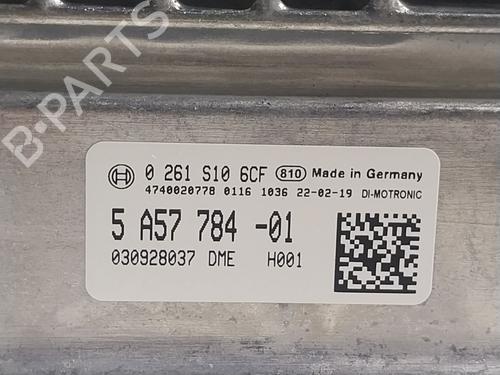 B-PARTS
0 261 S10 6CF 810 Made in Germany
4740020778 0116 1036 22-02-19 DI-MOTRONIC
5 A57 784 -01
030928037 DME H001